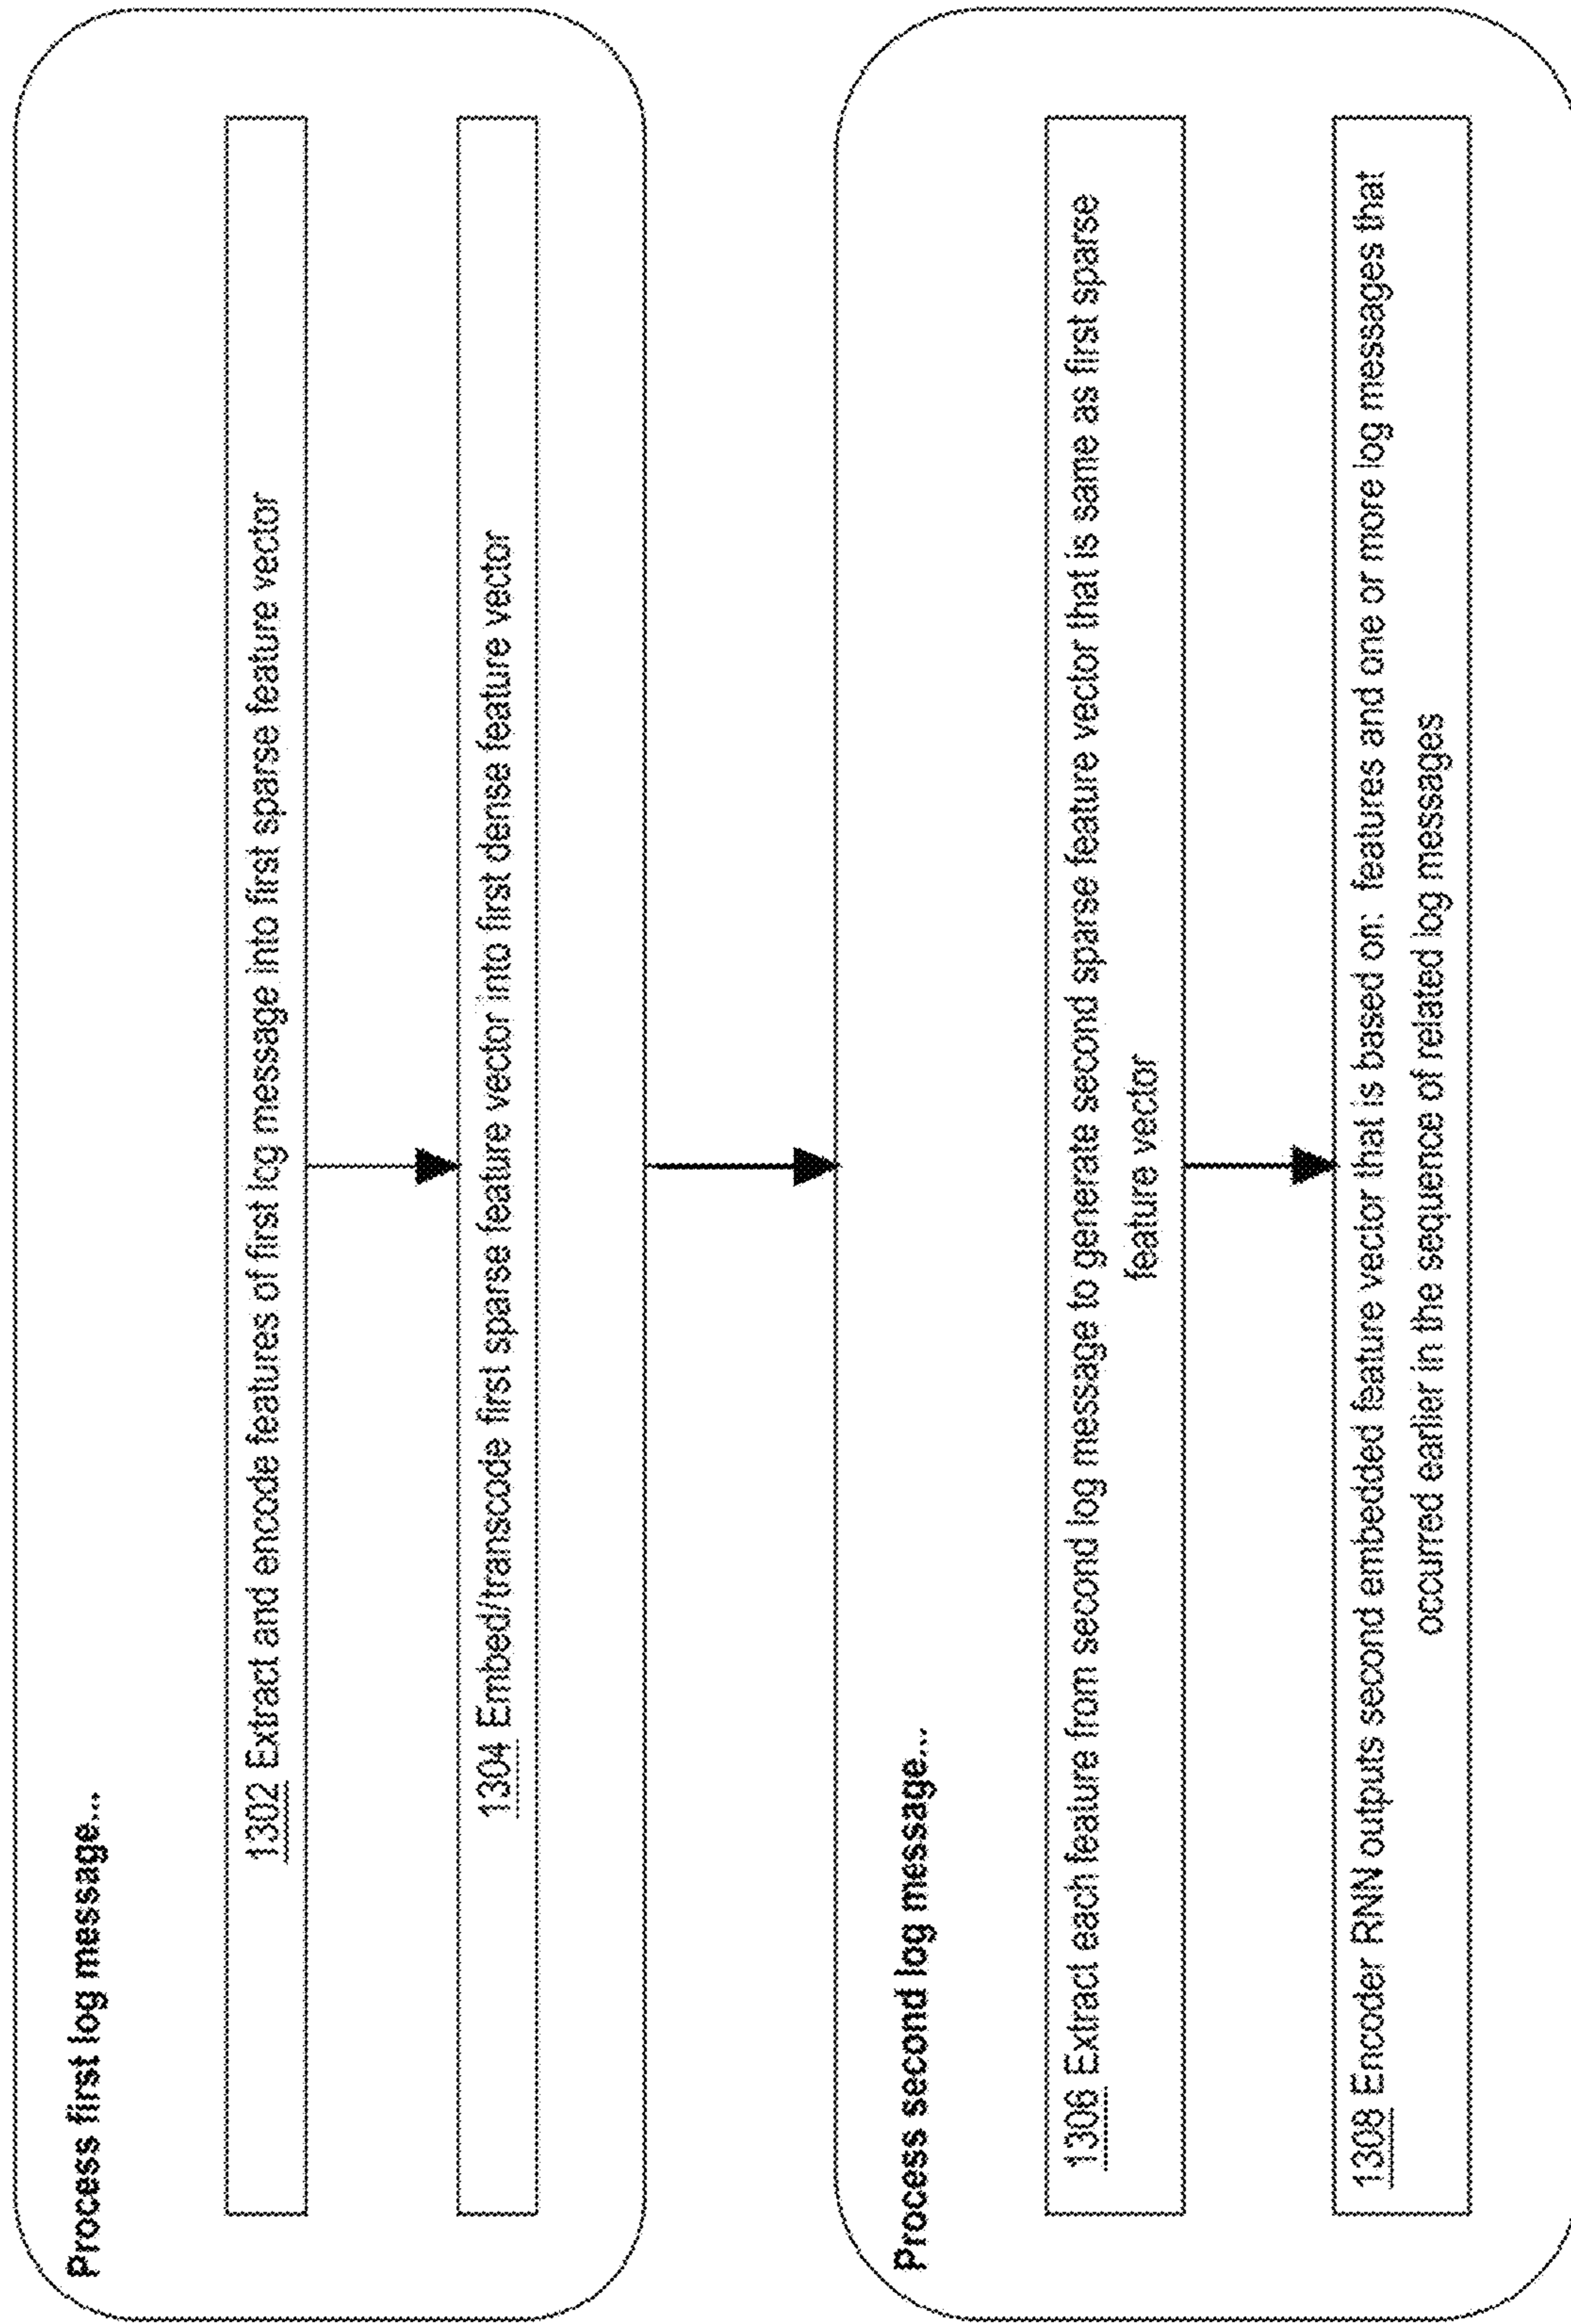 Process first log message...
1302 Extract and encode features of first log message into first sparse feature vector
1304 Embed/transcode first sparse feature vector into first dense feature vector
Process second log message...
1306 Extract each feature from second log message to generate second sparse feature vector that is same as first sparse
feature vector
1308 Encoder RNN outputs second embedded feature vector that is based on: features and one or more log messages that
occurred earlier in the sequence of related log messages